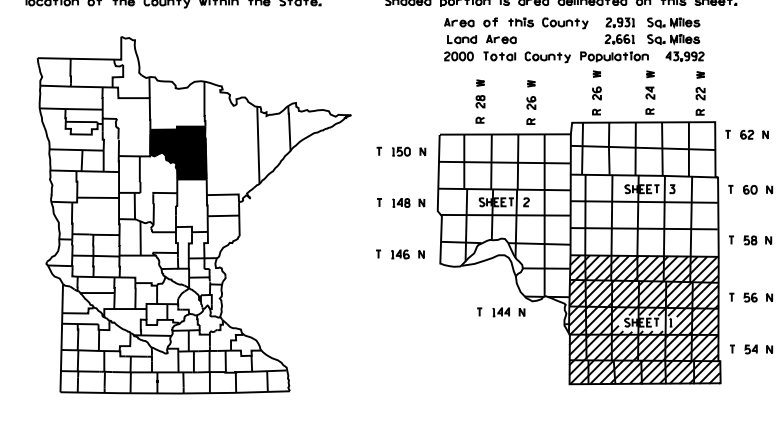 location of the County within the State.
Shaded portion is area delineated on this sheet.
Area of this County 2,931 Sq. Miles
Land Area 2,661 Sq. Miles
2000 Total County Population 43,992
R 28 W
R 26 W
R 26 W
R 24 W
R 22 W
T 62 N
T 150 N
SHEET 3
T 60 N
T 148 N
SHEET 2
T 58 N
T 146 N
T 56 N
T 144 N
SHEET 1
T 54 N